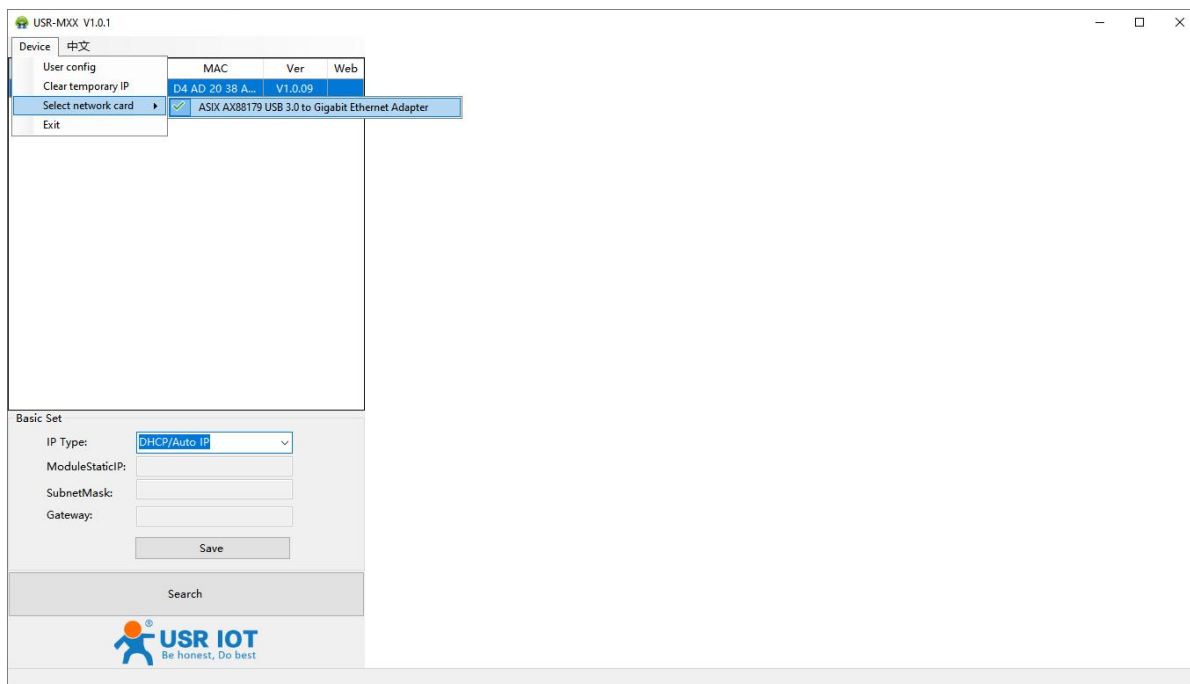 USR-MXX V1.0.1
Device 中文
User config
Clear temporary IP
Select network card
Exit
MAC Ver Web
D4 AD 20 38 A... V1.0.09
ASIX AX88179 USB 3.0 to Gigabit Ethernet Adapter
Basic Set
IP Type: DHCP/Auto IP
ModuleStaticIP:
SubnetMask:
Gateway:
Save
Search
USR IOT ®
Be honest, Do best